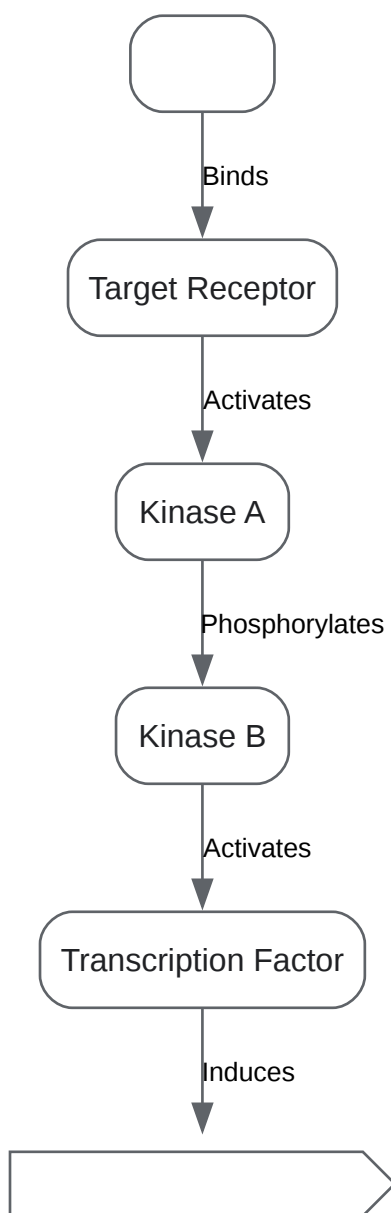 Binds
Target Receptor
Activates
Kinase A
Phosphorylates
Kinase B
Activates
Transcription Factor
Induces